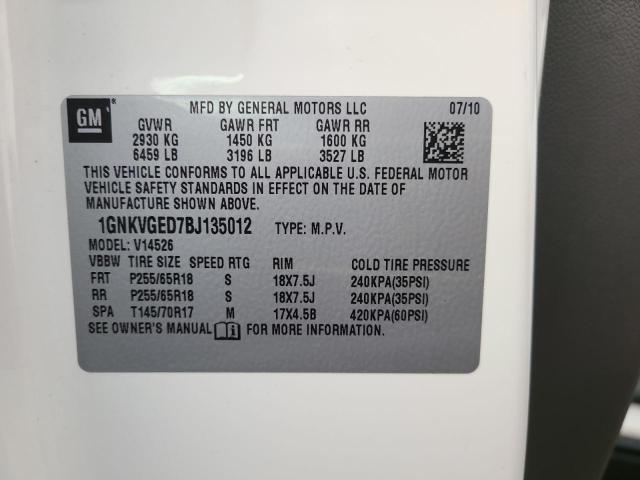 GM
MFD BY GENERAL MOTORS LLC 07/10
GVWR GAWR FRT GAWR RR
2930 KG 1450 KG 1600 KG
6459 LB 3196 LB 3527 LB
THIS VEHICLE CONFORMS TO ALL APPLICABLE U.S. FEDERAL MOTOR
VEHICLE SAFETY STANDARDS IN EFFECT ON THE DATE OF
MANUFACTURE SHOWN ABOVE.
1GNKVGED7BJ135012 TYPE: M.P.V.
MODEL: V14526
VBBW TIRE SIZE SPEED RTG RIM COLD TIRE PRESSURE
FRT P255/65R18 S 18X7.5J 240KPA(35PSI)
RR P255/65R18 S 18X7.5J 240KPA(35PSI)
SPA T145/70R17 M 17X4.5B 420KPA(60PSI)
SEE OWNER'S MANUAL FOR MORE INFORMATION.